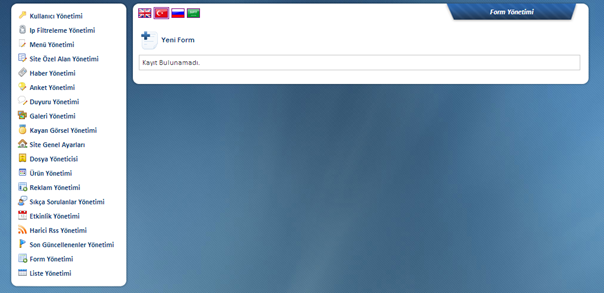 Kullanıcı Yönetimi
Ip Filtreleme Yönetimi
Menü Yönetimi
Site Özel Alan Yönetimi
Haber Yönetimi
Anket Yönetimi
Duyuru Yönetimi
Galeri Yönetimi
Kayan Görsel Yönetimi
Site Genel Ayarları
Dosya Yöneticisi
Ürün Yönetimi
Reklam Yönetimi
Sıkça Sorulanlar Yönetimi
Etkinlik Yönetimi
Harici Rss Yönetimi
Son Güncellenenler Yönetimi
Form Yönetimi
Liste Yönetimi
Form Yönetimi
Yeni Form
Kayıt Bulunamadı.